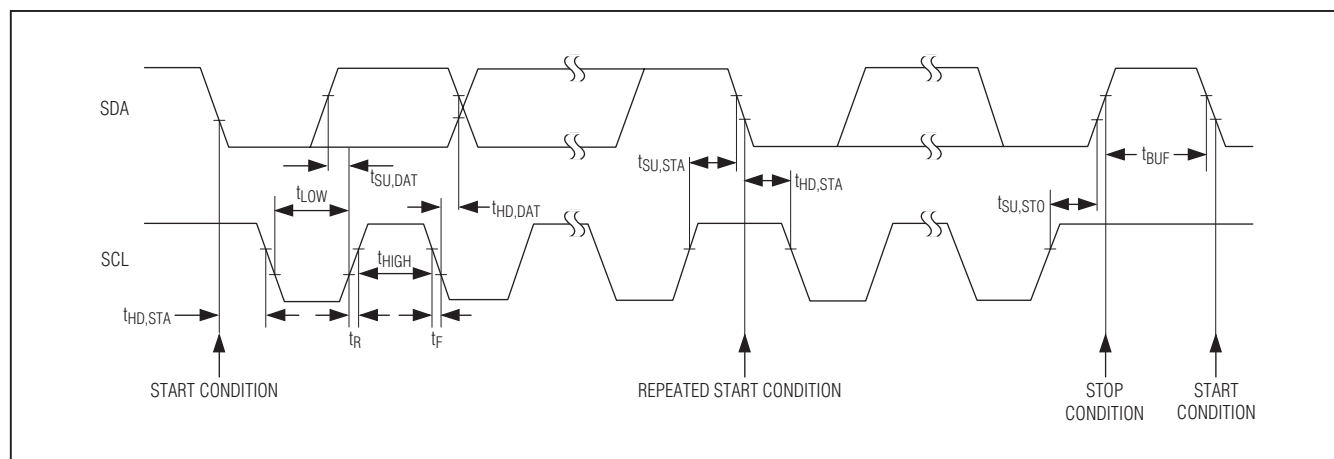 SDA
tSU,STA
tBUF
tSU,DAT
tHD,STA
tLOW
tHD,DAT
tSU,STO
SCL
tHIGH
tHD,STA
tR
tF
START CONDITION
REPEATED START CONDITION
STOP
CONDITION
START
CONDITION